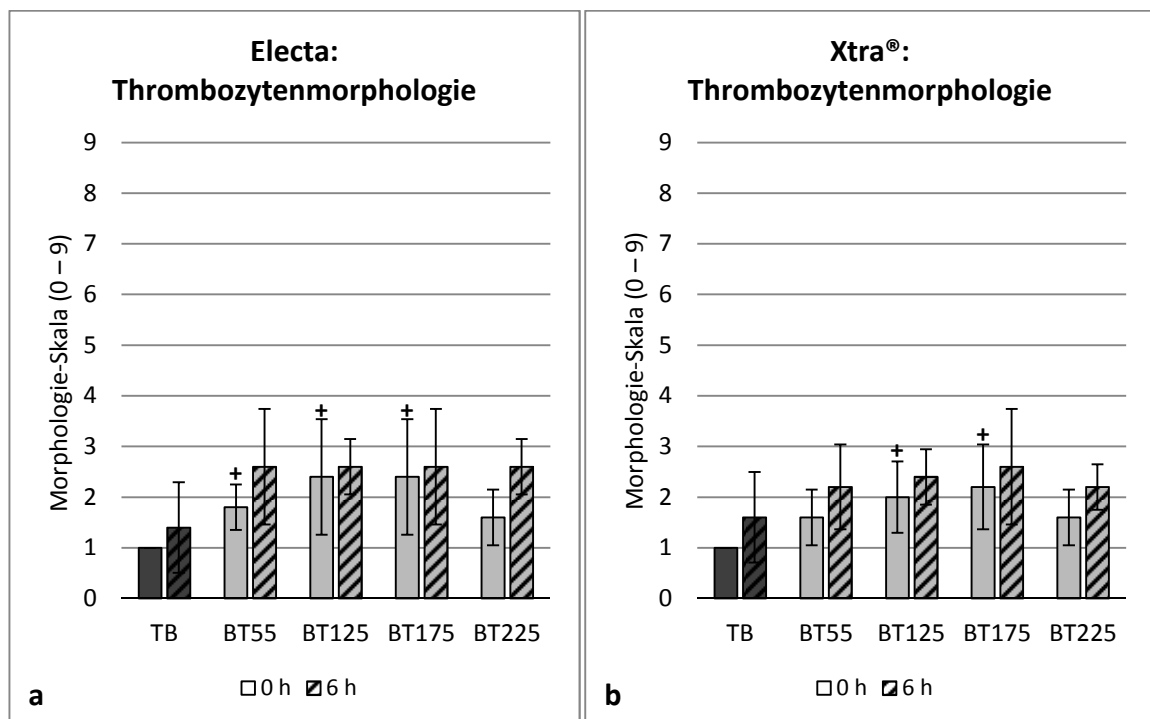 Electa:
Thrombozytenmorphologie
Morphologie-Skala (0 – 9)
9
8
7
6
5
4
3
2
1
0
+
+
+
TB BT55 BT125 BT175 BT225
0 h 6 h
a
Xtra®:
Thrombozytenmorphologie
Morphologie-Skala (0 – 9)
9
8
7
6
5
4
3
2
1
0
+
+
TB BT55 BT125 BT175 BT225
0 h 6 h
b